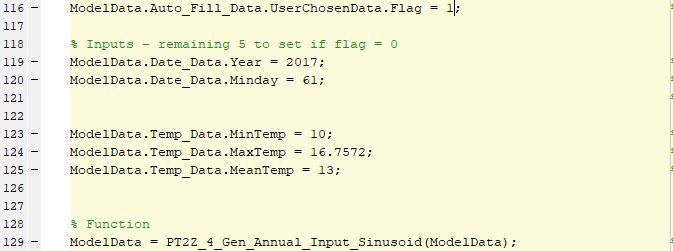 116 - ModelData.Auto_Fill_Data.UserChosenData.Flag = 1;
117
118 % Inputs - remaining 5 to set if flag = 0
119 - ModelData.Date_Data.Year = 2017;
120 - ModelData.Date_Data.Minday = 61;
121
122
123 - ModelData.Temp_Data.MinTemp = 10;
124 - ModelData.Temp_Data.MaxTemp = 16.7572;
125 - ModelData.Temp_Data.MeanTemp = 13;
126
127
128 % Function
129 - ModelData = PT2Z_4_Gen_Annual_Input_Sinusoid(ModelData);